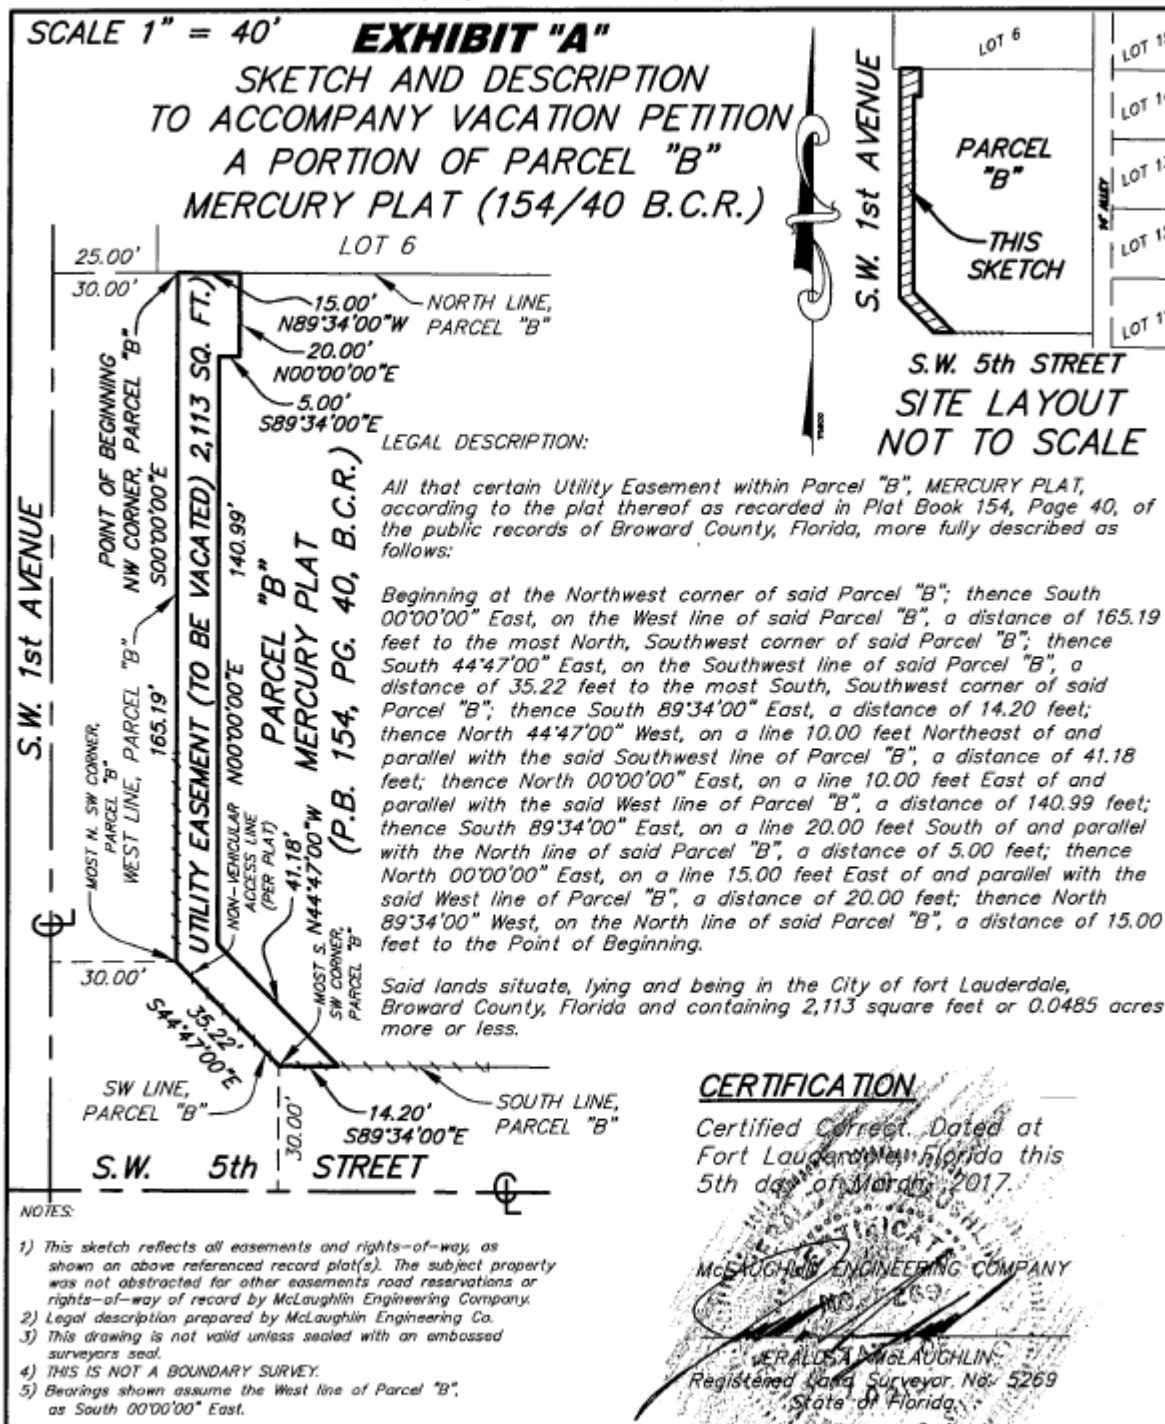 SCALE 1" = 40'
EXHIBIT "A"
SKETCH AND DESCRIPTION
TO ACCOMPANY VACATION PETITION
A PORTION OF PARCEL "B"
MERCURY PLAT (154/40 B.C.R.)
LOT 6
25.00'
30.00'
15.00'
N89°34'00"W
NORTH LINE,
PARCEL "B"
20.00'
N00°00'00"E
5.00'
S89°34'00"E
POINT OF BEGINNING
NW CORNER, PARCEL "B"
S00°00'00"E
UTILITY EASEMENT (TO BE VACATED) 2,113 SQ. FT.)
140.99'
N00°00'00"E
PARCEL "B"
MERCURY PLAT
(P.B. 154, PG. 40, B.C.R.)
S.W. 1st AVENUE
MOST N. SW CORNER,
PARCEL "B"
WEST LINE, PARCEL "B"
165.19'
NON-VEHICULAR
ACCESS LINE
(PER PLAT)
41.18'
N44°47'00"W
MOST S.
SW CORNER,
PARCEL "B"
30.00'
35.22'
S44°47'00"E
SW LINE,
PARCEL "B"
30.00'
14.20'
S89°34'00"E
SOUTH LINE,
PARCEL "B"
S.W. 5th STREET
LOT 6
S.W. 1st AVENUE
PARCEL
"B"
THIS
SKETCH
14' ALLEY
LOT 15
LOT 14
LOT 13
LOT 12
LOT 1
S.W. 5th STREET
SITE LAYOUT
NOT TO SCALE
LEGAL DESCRIPTION:
All that certain Utility Easement within Parcel "B", MERCURY PLAT,
according to the plat thereof as recorded in Plat Book 154, Page 40, of
the public records of Broward County, Florida, more fully described as
follows:
Beginning at the Northwest corner of said Parcel "B"; thence South
00°00'00" East, on the West line of said Parcel "B", a distance of 165.19
feet to the most North, Southwest corner of said Parcel "B"; thence
South 44°47'00" East, on the Southwest line of said Parcel "B", a
distance of 35.22 feet to the most South, Southwest corner of said
Parcel "B"; thence South 89°34'00" East, a distance of 14.20 feet;
thence North 44°47'00" West, on a line 10.00 feet Northeast of and
parallel with the said Southwest line of Parcel "B", a distance of 41.18
feet; thence North 00°00'00" East, on a line 10.00 feet East of and
parallel with the said West line of Parcel "B", a distance of 140.99 feet;
thence South 89°34'00" East, on a line 20.00 feet South of and parallel
with the North line of said Parcel "B", a distance of 5.00 feet; thence
North 00°00'00" East, on a line 15.00 feet East of and parallel with the
said West line of Parcel "B", a distance of 20.00 feet; thence North
89°34'00" West, on the North line of said Parcel "B", a distance of 15.00
feet to the Point of Beginning.
Said lands situate, lying and being in the City of fort Lauderdale,
Broward County, Florida and containing 2,113 square feet or 0.0485 acres
more or less.
NOTES:
1) This sketch reflects all easements and rights-of-way, as
shown on above referenced record plat(s). The subject property
was not abstracted for other easements road reservations or
rights-of-way of record by McLaughlin Engineering Company.
2) Legal description prepared by McLaughlin Engineering Co.
3) This drawing is not valid unless sealed with an embossed
surveyors seal.
4) THIS IS NOT A BOUNDARY SURVEY.
5) Bearings shown assume the West line of Parcel "B",
as South 00°00'00" East.
CERTIFICATION
Certified Correct. Dated at
Fort Lauderdale, Florida this
5th day of March, 2017.
McLAUGHLIN ENGINEERING COMPANY
JERALD A. McLAUGHLIN
Registered Land Surveyor No. 5269
State of Florida.